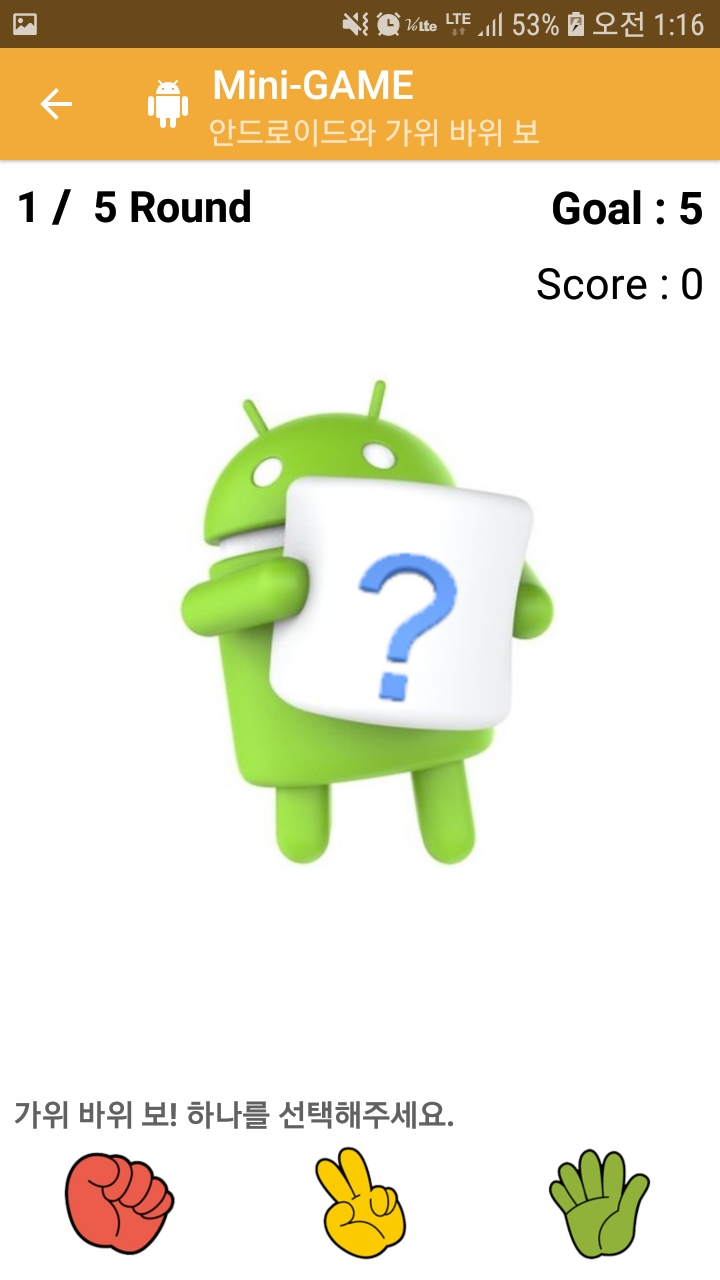 VoLTE LTE 53% 오전 1:16
Mini-GAME
안드로이드와 가위 바위 보
1 / 5 Round
Goal : 5
Score : 0
?
가위 바위 보! 하나를 선택해주세요.